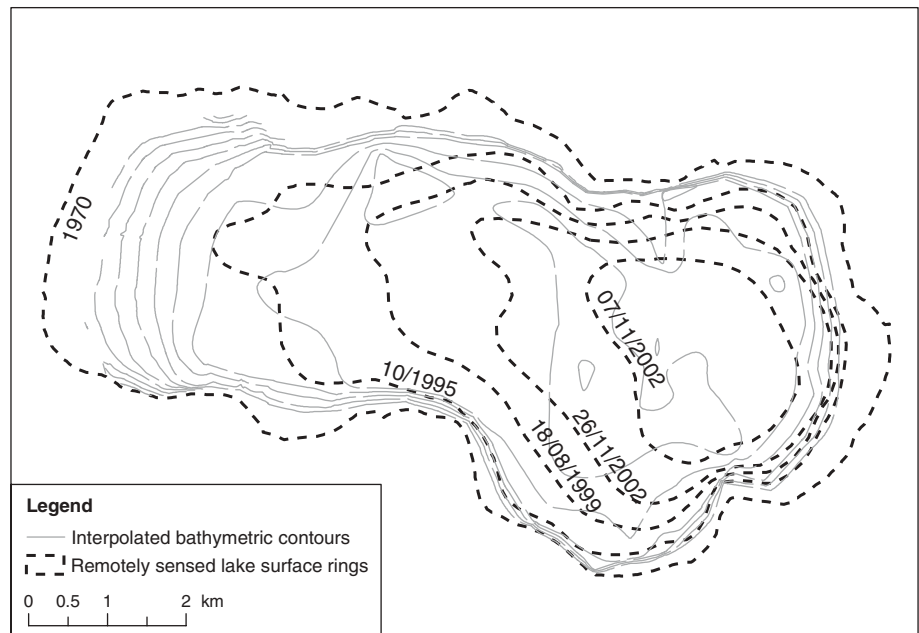 1970
10/1995
18/08/1999
26/11/2002
07/11/2002
Legend
Interpolated bathymetric contours
Remotely sensed lake surface rings
0 0.5 1 2 km